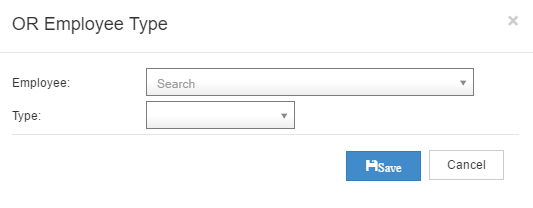 OR Employee Type
×
Employee: Search
Type:
Save Cancel